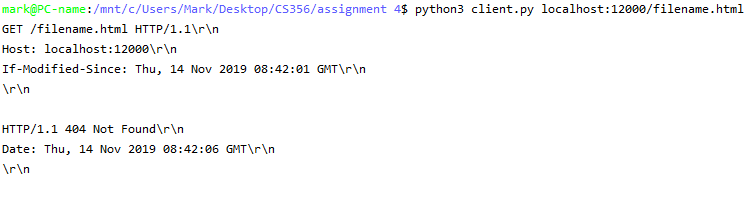 mark@PC-name:/mnt/c/Users/Mark/Desktop/CS356/assignment 4$ python3 client.py localhost:12000/filename.html
GET /filename.html HTTP/1.1\r\n
Host: localhost:12000\r\n
If-Modified-Since: Thu, 14 Nov 2019 08:42:01 GMT\r\n
\r\n
HTTP/1.1 404 Not Found\r\n
Date: Thu, 14 Nov 2019 08:42:06 GMT\r\n
\r\n